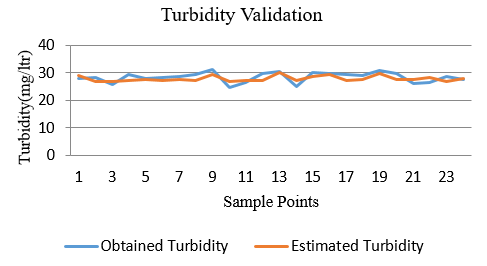 Turbidity Validation
Turbidity(mg/ltr)
40
30
20
10
0
1 3 5 7 9 11 13 15 17 19 21 23
Sample Points
Obtained Turbidity Estimated Turbidity